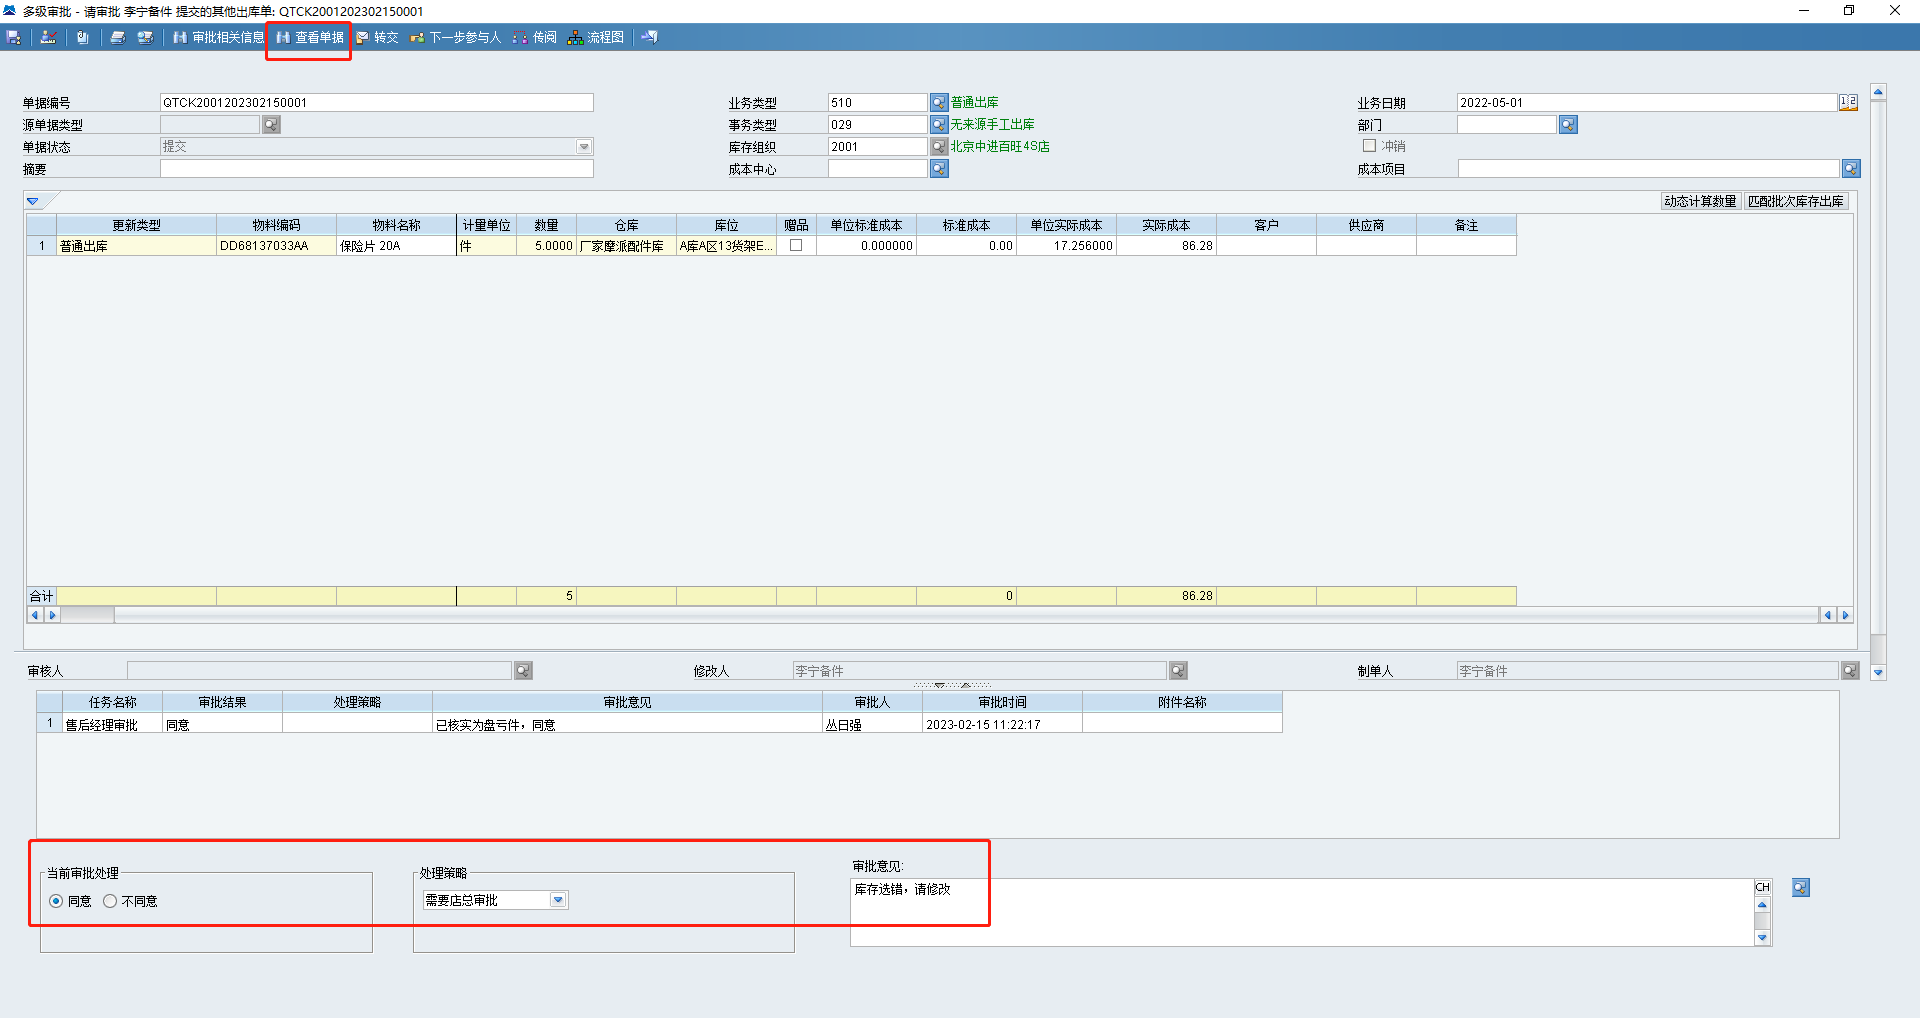 多级审批 - 请审批 李宁备件 提交的其他出库单: QTCK2001202302150001
审批相关信息 查看单据 转交 下一步参与人 传阅 流程图
单据编号 QTCK2001202302150001 业务类型 510 普通出库 业务日期 2022-05-01 12
源单据类型 事务类型 029 无来源手工出库 部门
单据状态 提交 库存组织 2001 北京中进百旺4S店 冲销
摘要 成本中心 成本项目
动态计算数量 匹配批次库存出库
更新类型 物料编码 物料名称 计量单位 数量 仓库 库位 赠品 单位标准成本 标准成本 单位实际成本 实际成本 客户 供应商 备注
1 普通出库 DD68137033AA 保险片 20A 件 5.0000 厂家摩派配件库 A库A区13货架E... 0.000000 0.00 17.256000 86.28
合计 5 0 86.28
审核人 修改人 李宁备件 制单人 李宁备件
任务名称 审批结果 处理策略 审批意见 审批人 审批时间 附件名称
1 售后经理审批 同意 已核实为盘亏件，同意 丛日强 2023-02-15 11:22:17
当前审批处理 处理策略 审批意见:
同意 不同意 需要店总审批 库存选错，请修改 CH